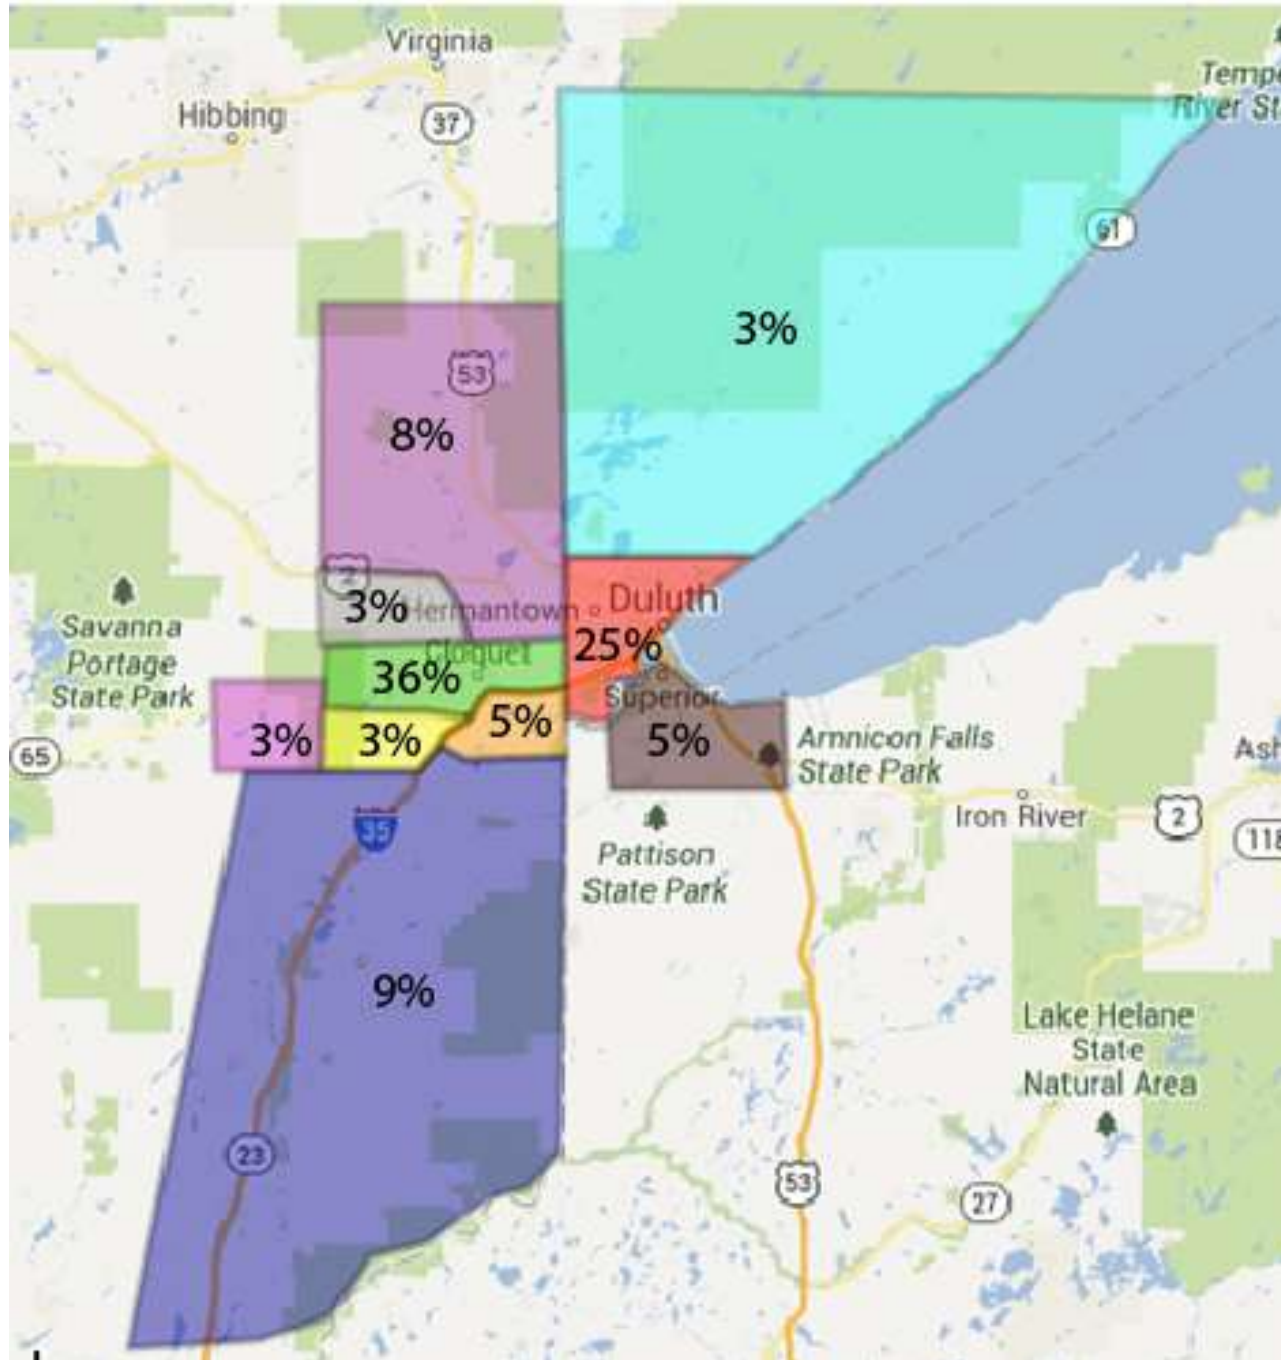 Virginia
Hibbing
37
Tempe
River St
61
3%
53
8%
2
3%
Hermantown
Duluth
Savanna
Portage
State Park
Cloquet
25%
36%
Superior
5%
3%
3%
5%
65
Amnicon Falls
State Park
Ash
Iron River
2
118
35
Pattison
State Park
9%
Lake Helane
State
Natural Area
23
53
27